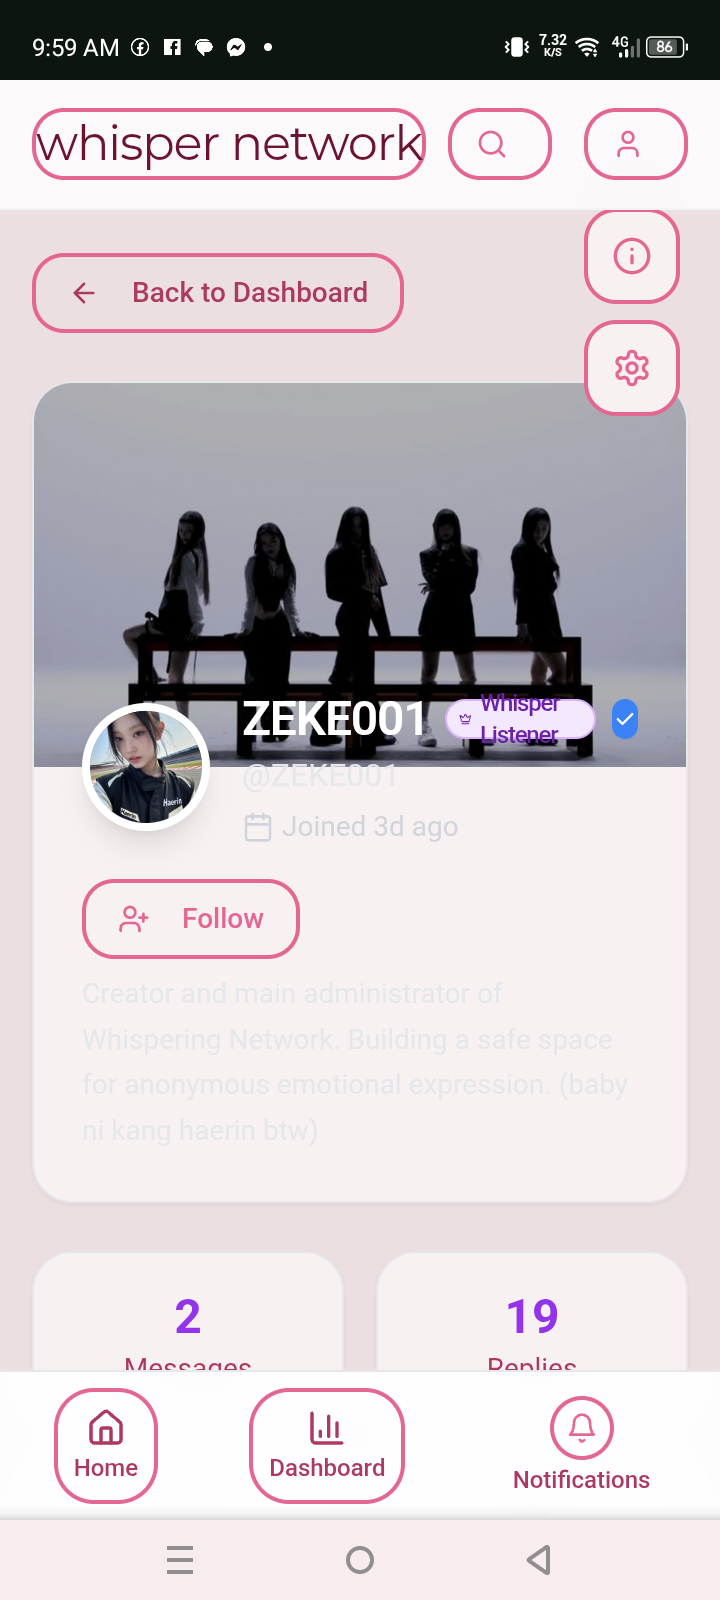 9:59 AM
7.32
K/S
4G
86
whisper network
Back to Dashboard
ZEKE001
Whisper
Listener
@ZEKE001
Joined 3d ago
Haerin
Follow
Creator and main administrator of
Whispering Network. Building a safe space
for anonymous emotional expression. (baby
ni kang haerin btw)
2
19
Messages
Replies
Home
Dashboard
Notifications